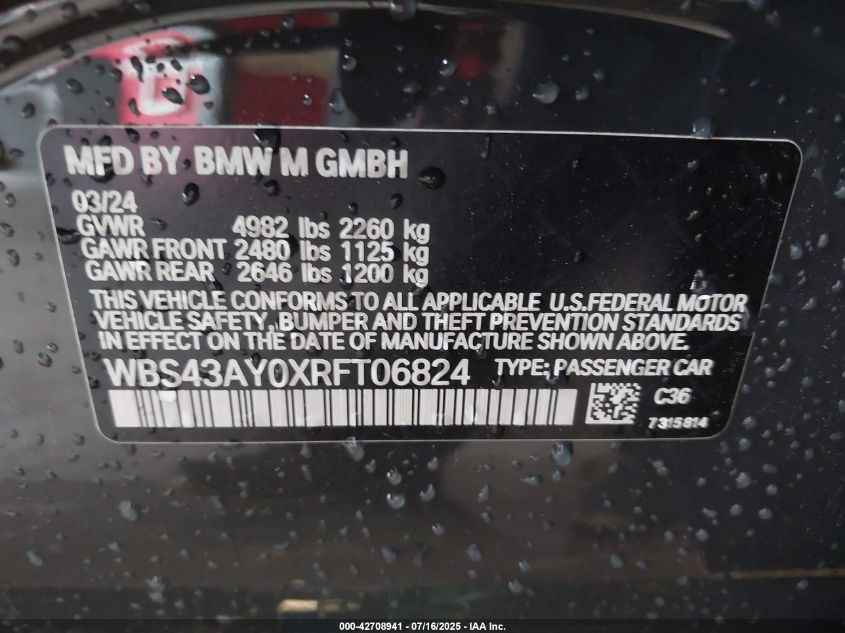 MFD BY BMW M GMBH
03/24
GVWR 4982 lbs 2260 kg
GAWR FRONT 2480 lbs 1125 kg
GAWR REAR 2646 lbs 1200 kg
THIS VEHICLE CONFORMS TO ALL APPLICABLE U.S.FEDERAL MOTOR
VEHICLE SAFETY, BUMPER AND THEFT PREVENTION STANDARDS
IN EFFECT ON THE DATE OF MANUFACTURE SHOWN ABOVE.
WBS43AY0XRFT06824 TYPE: PASSENGER CAR
C36
7315814
000-42708941 - 07/16/2025 - IAA Inc.